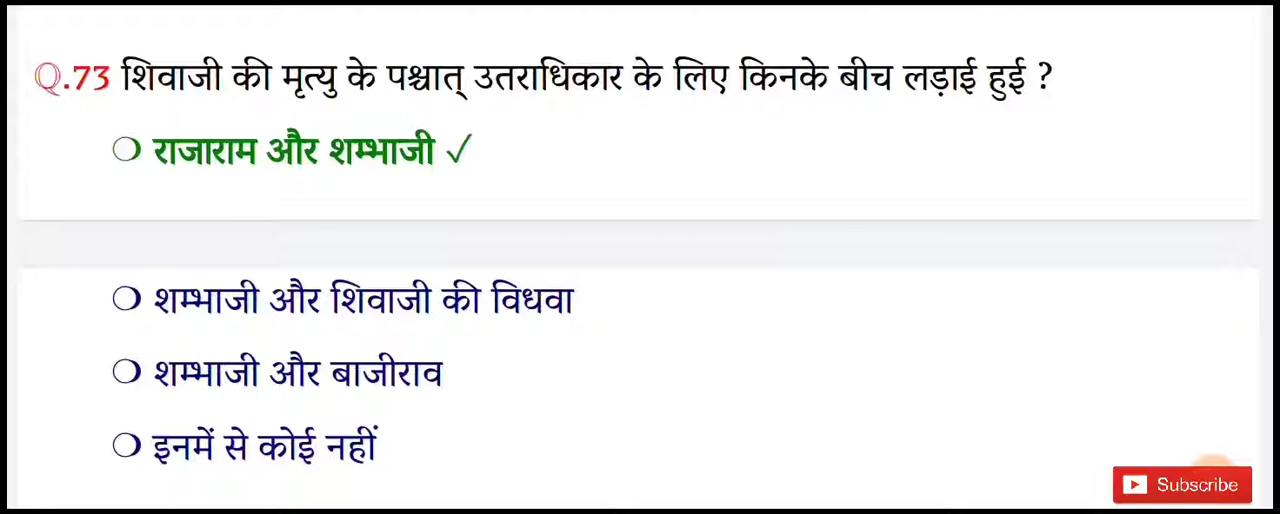 Q.73 शिवाजी की मृत्यु के पश्चात् उतराधिकार के लिए किनके बीच लड़ाई हुई ?
राजाराम और शम्भाजी ✓
शम्भाजी और शिवाजी की विधवा
शम्भाजी और बाजीराव
इनमें से कोई नहीं
Subscribe